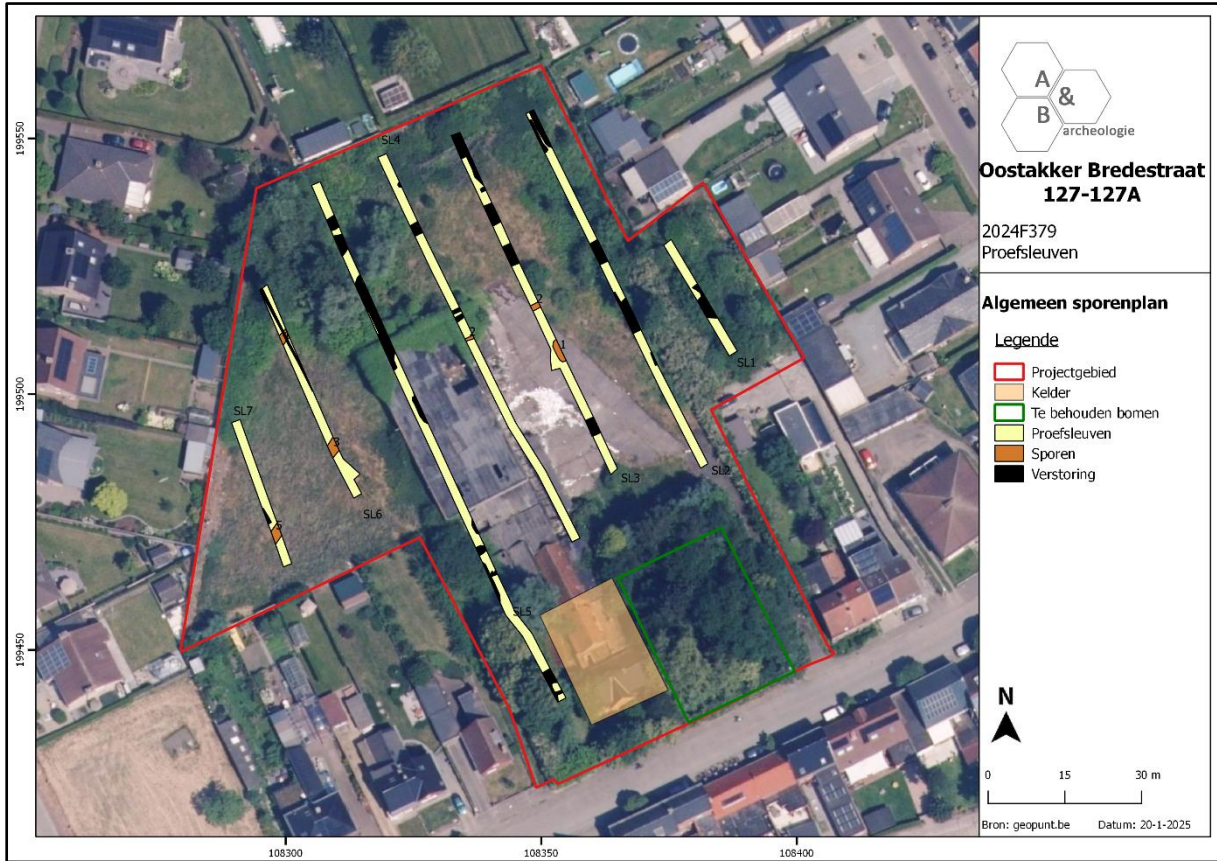 A
&
B
archeologie
Oostakker Bredestraat
127-127A
2024F379
Proefsleuven
Algemeen sporenplan
Legende
Projectgebied
Kelder
Te behouden bomen
Proefsleuven
Sporen
Verstoring
N
0 15 30 m
Bron: geopunt.be Datum: 20-1-2025
199550
199500
199450
108300 108350 108400
SL4
2
1
2
SL1
SL7
3
SL6
SL3
SL2
5
SL5